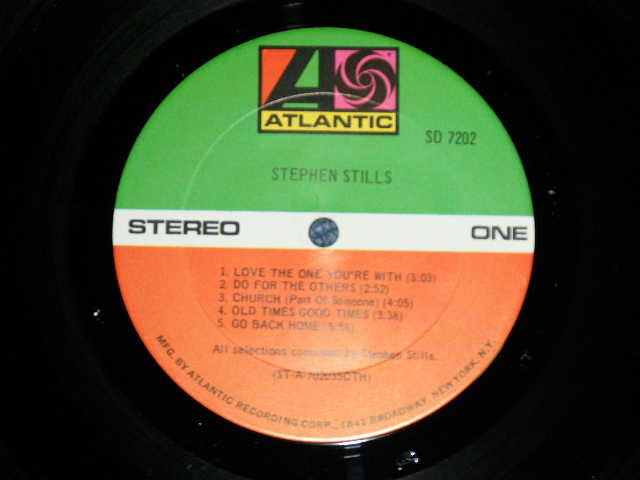 ATLANTIC
SD 7202
STEPHEN STILLS
STEREO
ONE
1. LOVE THE ONE YOU'RE WITH (3:03)
2. DO FOR THE OTHERS (2:52)
3. CHURCH (Part Of Someone) (4:05)
4. OLD TIMES GOOD TIMES (3:38)
5. GO BACK HOME (5:56)
All selections composed by Stephen Stills.
(ST-A-702035CTH)
MFG. BY ATLANTIC RECORDING CORP., 1841 BROADWAY, NEW YORK, N.Y.